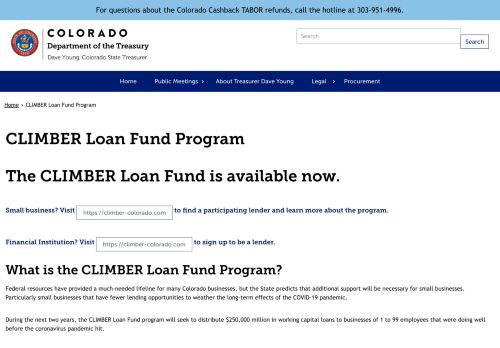 For questions about the Colorado Cashback TABOR refunds, call the hotline at 303-951-4996.
COLORADO
Department of the Treasury
Dave Young, Colorado State Treasurer
Search
Search
Home Public Meetings › About Treasurer Dave Young Legal › Procurement
Home › CLIMBER Loan Fund Program
CLIMBER Loan Fund Program
The CLIMBER Loan Fund is available now.
Small business? Visit https://climber-colorado.com to find a participating lender and learn more about the program.
Financial Institution? Visit https://climber-colorado.com to sign up to be a lender.
What is the CLIMBER Loan Fund Program?
Federal resources have provided a much-needed lifeline for many Colorado businesses, but the State predicts that additional support will be necessary for small businesses.
Particularly small businesses that have fewer lending opportunities to weather the long-term effects of the COVID-19 pandemic.
During the next two years, the CLIMBER Loan Fund program will seek to distribute $250,000 million in working capital loans to businesses of 1 to 99 employees that were doing well
before the coronavirus pandemic hit.